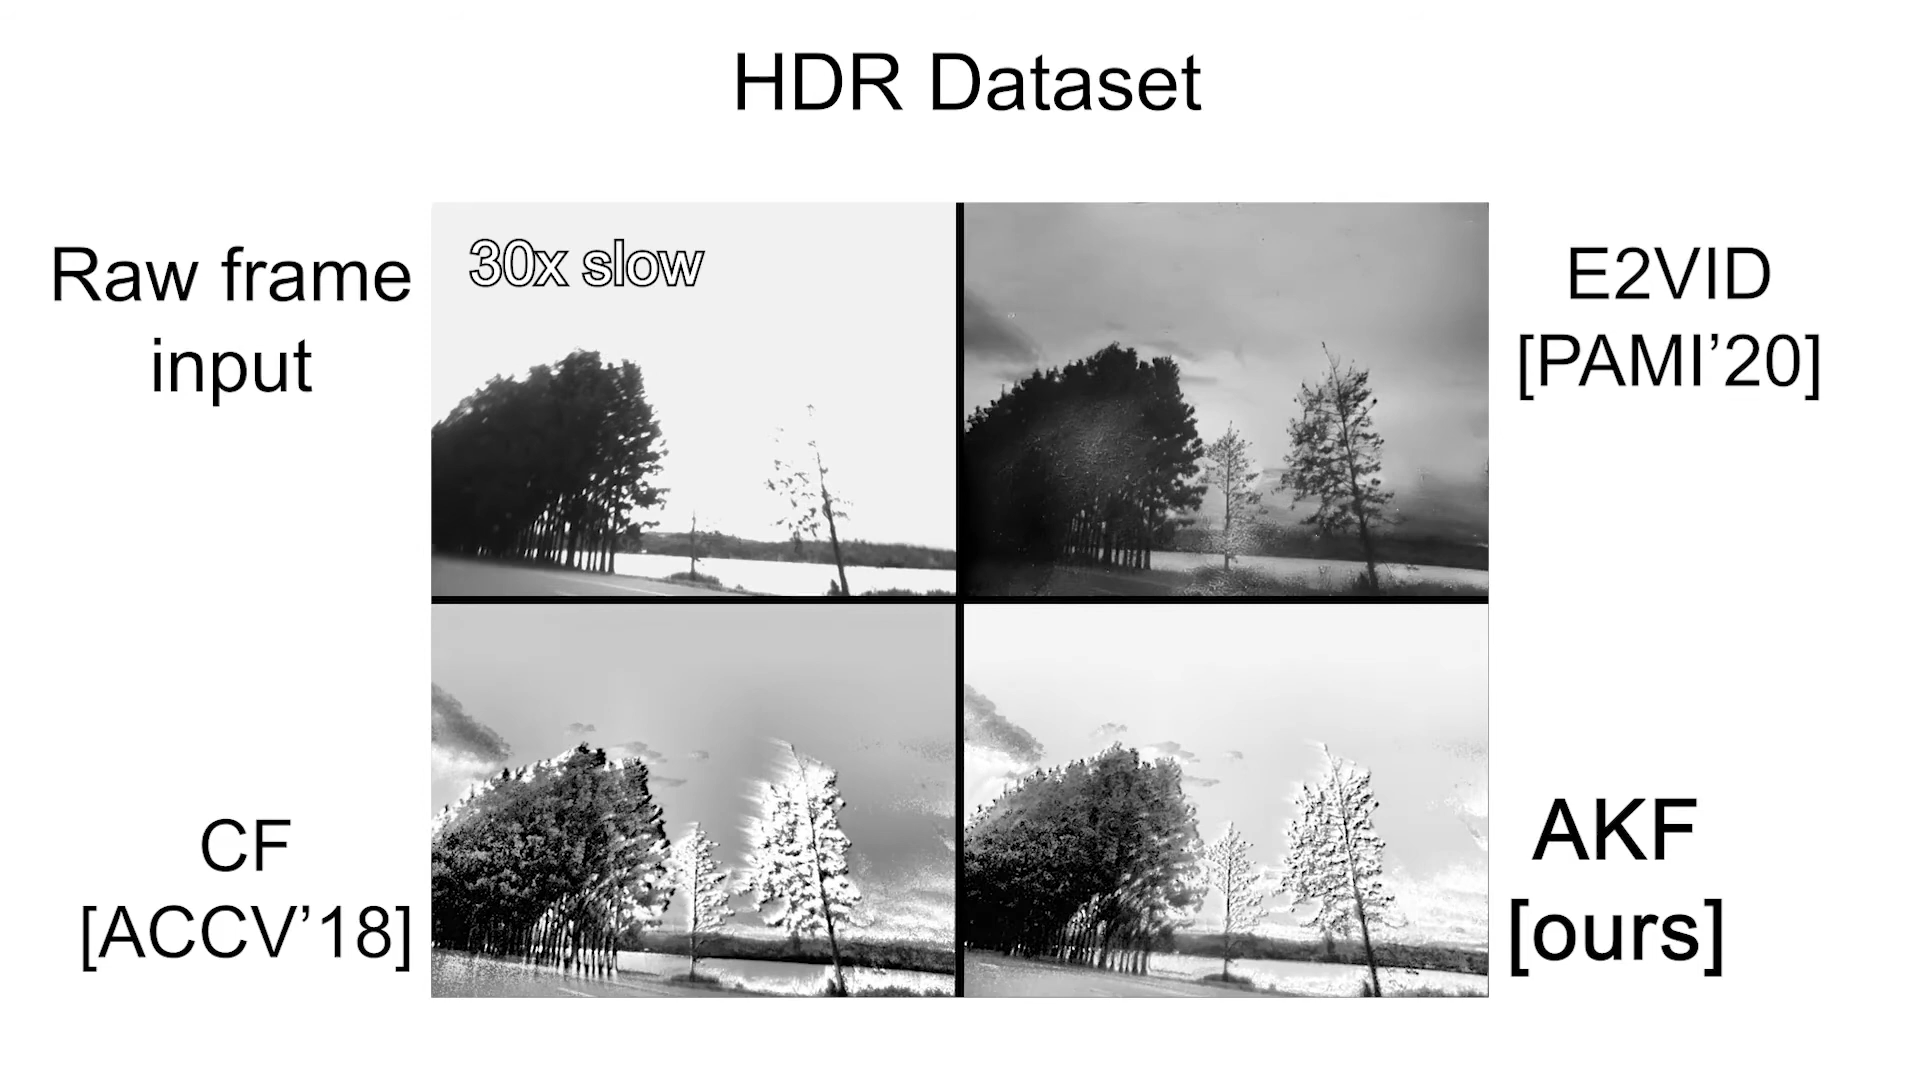 HDR Dataset
Raw frame
input
30x slow
E2VID
[PAMI’20]
CF
[ACCV’18]
AKF
[ours]